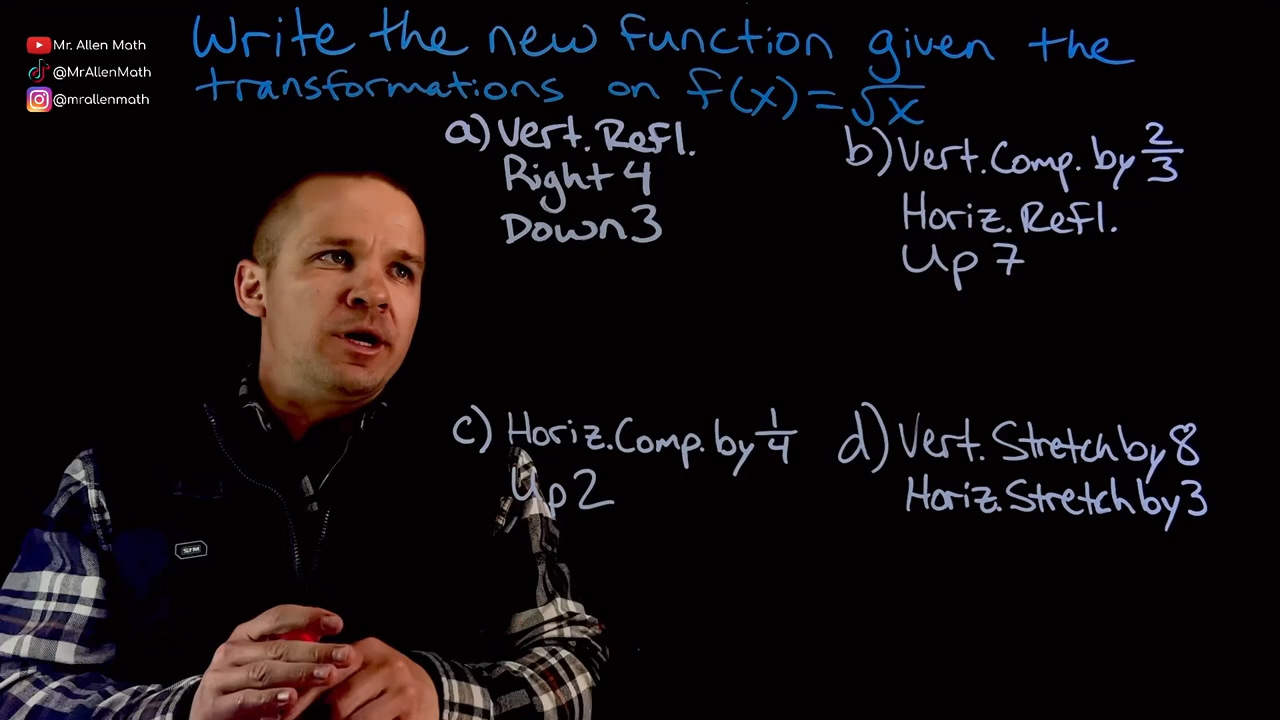 Mr. Allen Math
@MrAllenMath
@mrallenmath
Write the new function given the
transformations on f(x)=√x
a) Vert. Refl.
Right 4
Down 3
b) Vert. Comp. by 2/3
Horiz. Refl.
Up 7
c) Horiz. Comp. by 1/4
Up 2
d) Vert. Stretch by 8
Horiz. Stretch by 3